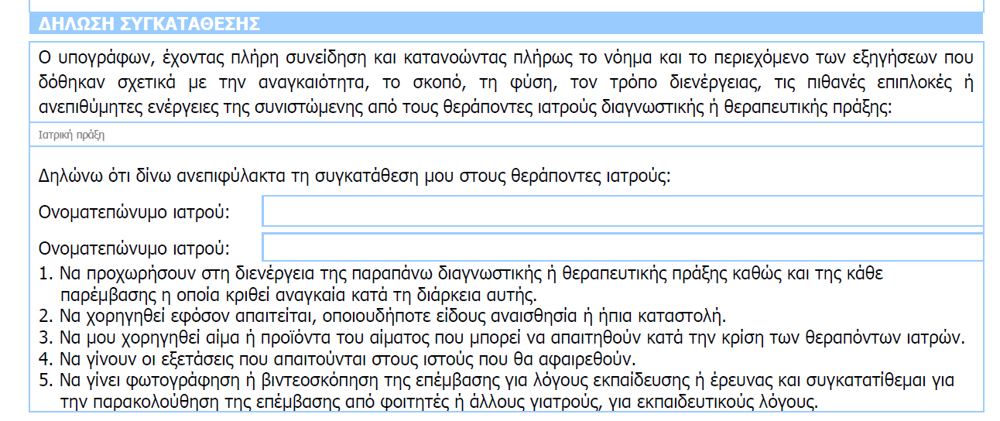 ΔΗΛΩΣΗ ΣΥΓΚΑΤΑΘΕΣΗΣ
Ο υπογράφων, έχοντας πλήρη συνείδηση και κατανοώντας πλήρως το νόημα και το περιεχόμενο των εξηγήσεων που
δόθηκαν σχετικά με την αναγκαιότητα, το σκοπό, τη φύση, τον τρόπο διενέργειας, τις πιθανές επιπλοκές ή
ανεπιθύμητες ενέργειες της συνιστώμενης από τους θεράποντες ιατρούς διαγνωστικής ή θεραπευτικής πράξης:
Ιατρική πράξη
Δηλώνω ότι δίνω ανεπιφύλακτα τη συγκατάθεση μου στους θεράποντες ιατρούς:
Ονοματεπώνυμο ιατρού:
Ονοματεπώνυμο ιατρού:
1. Να προχωρήσουν στη διενέργεια της παραπάνω διαγνωστικής ή θεραπευτικής πράξης καθώς και της κάθε
παρέμβασης η οποία κριθεί αναγκαία κατά τη διάρκεια αυτής.
2. Να χορηγηθεί εφόσον απαιτείται, οποιουδήποτε είδους αναισθησία ή ήπια καταστολή.
3. Να μου χορηγηθεί αίμα ή προϊόντα του αίματος που μπορεί να απαιτηθούν κατά την κρίση των θεραπόντων ιατρών.
4. Να γίνουν οι εξετάσεις που απαιτούνται στους ιστούς που θα αφαιρεθούν.
5. Να γίνει φωτογράφηση ή βιντεοσκόπηση της επέμβασης για λόγους εκπαίδευσης ή έρευνας και συγκατατίθεμαι για
την παρακολούθηση της επέμβασης από φοιτητές ή άλλους γιατρούς, για εκπαιδευτικούς λόγους.